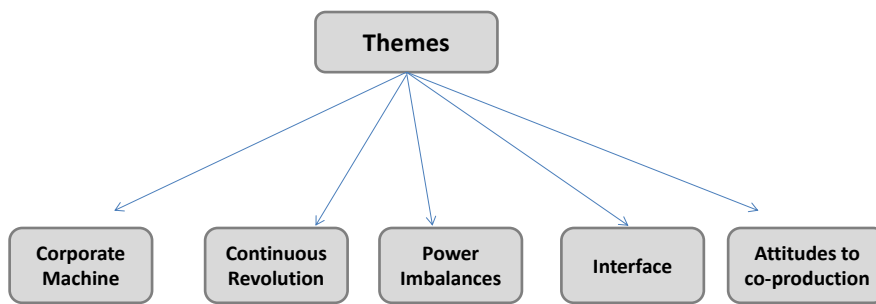 Themes
Corporate
Machine
Continuous
Revolution
Power
Imbalances
Interface
Attitudes to
co-production